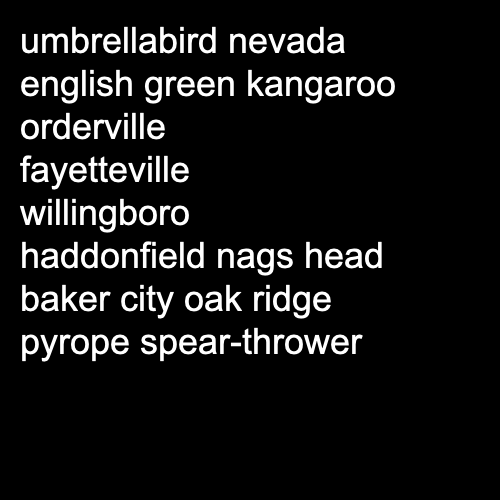 umbrellabird nevada
english green kangaroo
orderville
fayetteville
willingboro
haddonfield nags head
baker city oak ridge
pyrope spear-thrower